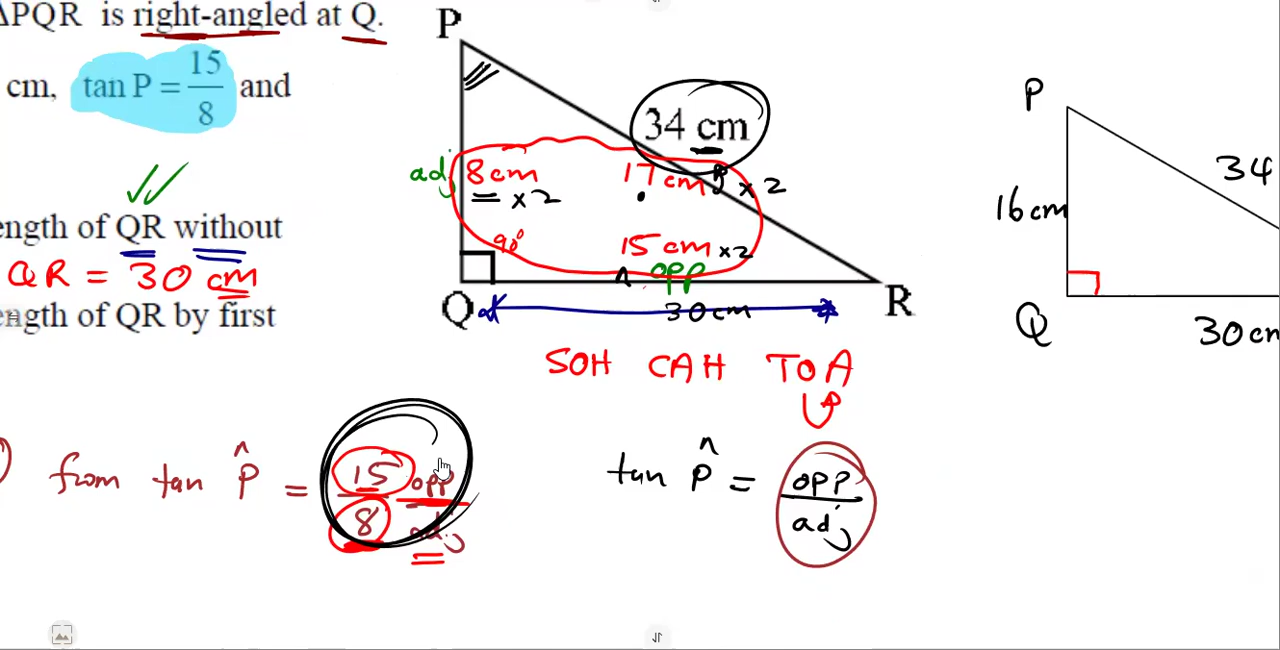 ΔPQR is right-angled at Q.
cm, tan P = 15/8 and
ength of QR without
QR = 30 cm
ength of QR by first
P
34 cm
adj 8cm 17cm x 2
= x2
90° 15 cm x2
opp
Q 30cm R
SOH CAH TOA
from tan P̂ = 15 opp / 8 adj
tan P̂ = opp / adj
P
34
16cm
Q
30cm